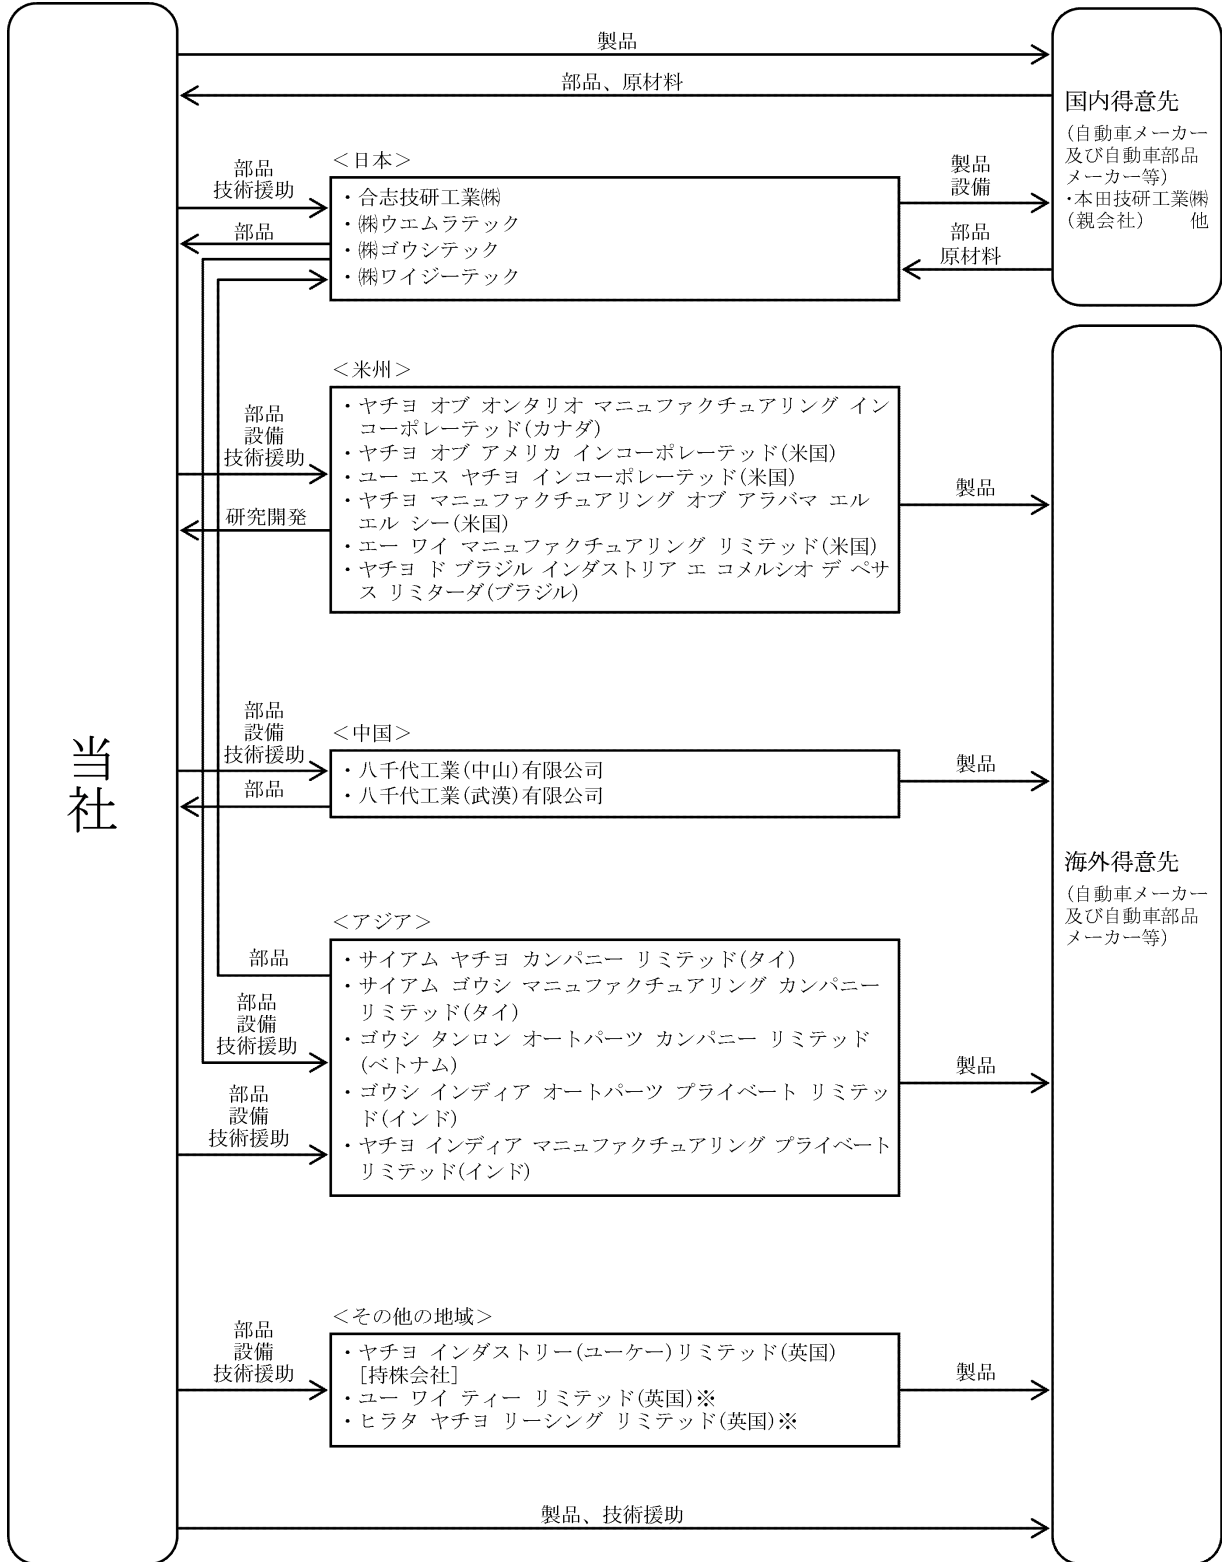 製品
部品、原材料
国内得意先
(自動車メーカー
及び自動車部品
メーカー等)
・本田技研工業㈱
(親会社) 他
<日本>
部品
技術援助
部品
・合志技研工業㈱
・㈱ウエムラテック
・㈱ゴウシテック
・㈱ワイジーテック
製品
設備
部品
原材料
<米州>
部品
設備
技術援助
研究開発
・ヤチヨ オブ オンタリオ マニュファクチュアリング イン
コーポレーテッド(カナダ)
・ヤチヨ オブ アメリカ インコーポレーテッド(米国)
・ユー エス ヤチヨ インコーポレーテッド(米国)
・ヤチヨ マニュファクチュアリング オブ アラバマ エル
エル シー(米国)
・エー ワイ マニュファクチュアリング リミテッド(米国)
・ヤチヨ ド ブラジル インダストリア エ コメルシオ デ ペサ
ス リミターダ(ブラジル)
製品
当
社
<中国>
部品
設備
技術援助
部品
・八千代工業(中山)有限公司
・八千代工業(武漢)有限公司
製品
海外得意先
(自動車メーカー
及び自動車部品
メーカー等)
<アジア>
部品
部品
設備
技術援助
部品
設備
技術援助
・サイアム ヤチヨ カンパニー リミテッド(タイ)
・サイアム ゴウシ マニュファクチュアリング カンパニー
リミテッド(タイ)
・ゴウシ タンロン オートパーツ カンパニー リミテッド
(ベトナム)
・ゴウシ インディア オートパーツ プライベート リミテッ
ド(インド)
・ヤチヨ インディア マニュファクチュアリング プライベート
リミテッド(インド)
製品
<その他の地域>
部品
設備
技術援助
・ヤチヨ インダストリー(ユーケー)リミテッド(英国)
[持株会社]
・ユー ワイ ティー リミテッド(英国)※
・ヒラタ ヤチヨ リーシング リミテッド(英国)※
製品
製品、技術援助